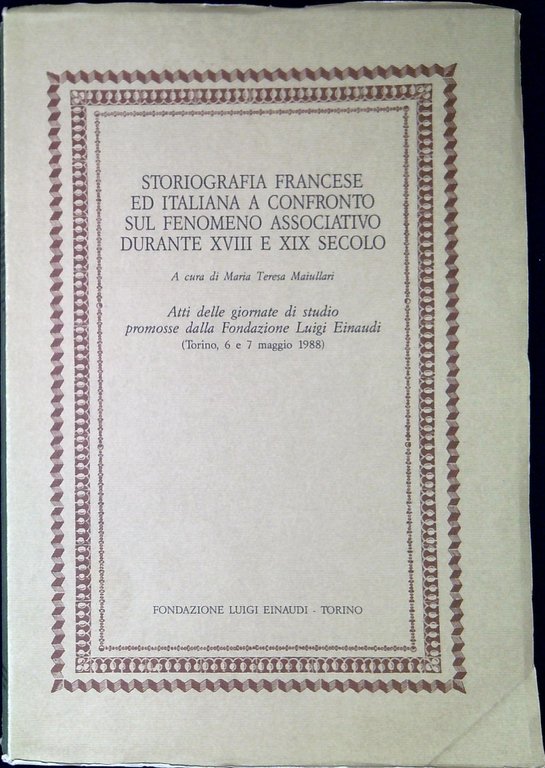 STORIOGRAFIA FRANCESE
ED ITALIANA A CONFRONTO
SUL FENOMENO ASSOCIATIVO
DURANTE XVIII E XIX SECOLO
A cura di Maria Teresa Maiullari
Atti delle giornate di studio
promosse dalla Fondazione Luigi Einaudi
(Torino, 6 e 7 maggio 1988)
FONDAZIONE LUIGI EINAUDI - TORINO